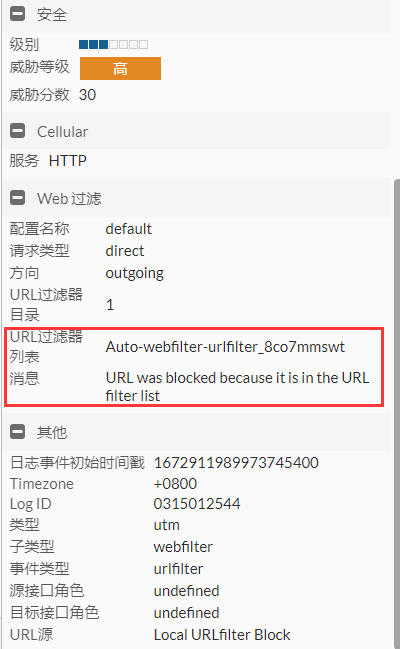 安全
级别
威胁等级 高
威胁分数 30
Cellular
服务 HTTP
Web 过滤
配置名称 default
请求类型 direct
方向 outgoing
URL过滤器
目录 1
URL过滤器
列表 Auto-webfilter-urlfilter_8co7mmswt
消息 URL was blocked because it is in the URL
filter list
其他
日志事件初始时间戳 1672911989973745400
Timezone +0800
Log ID 0315012544
类型 utm
子类型 webfilter
事件类型 urlfilter
源接口角色 undefined
目标接口角色 undefined
URL源 Local URLfilter Block